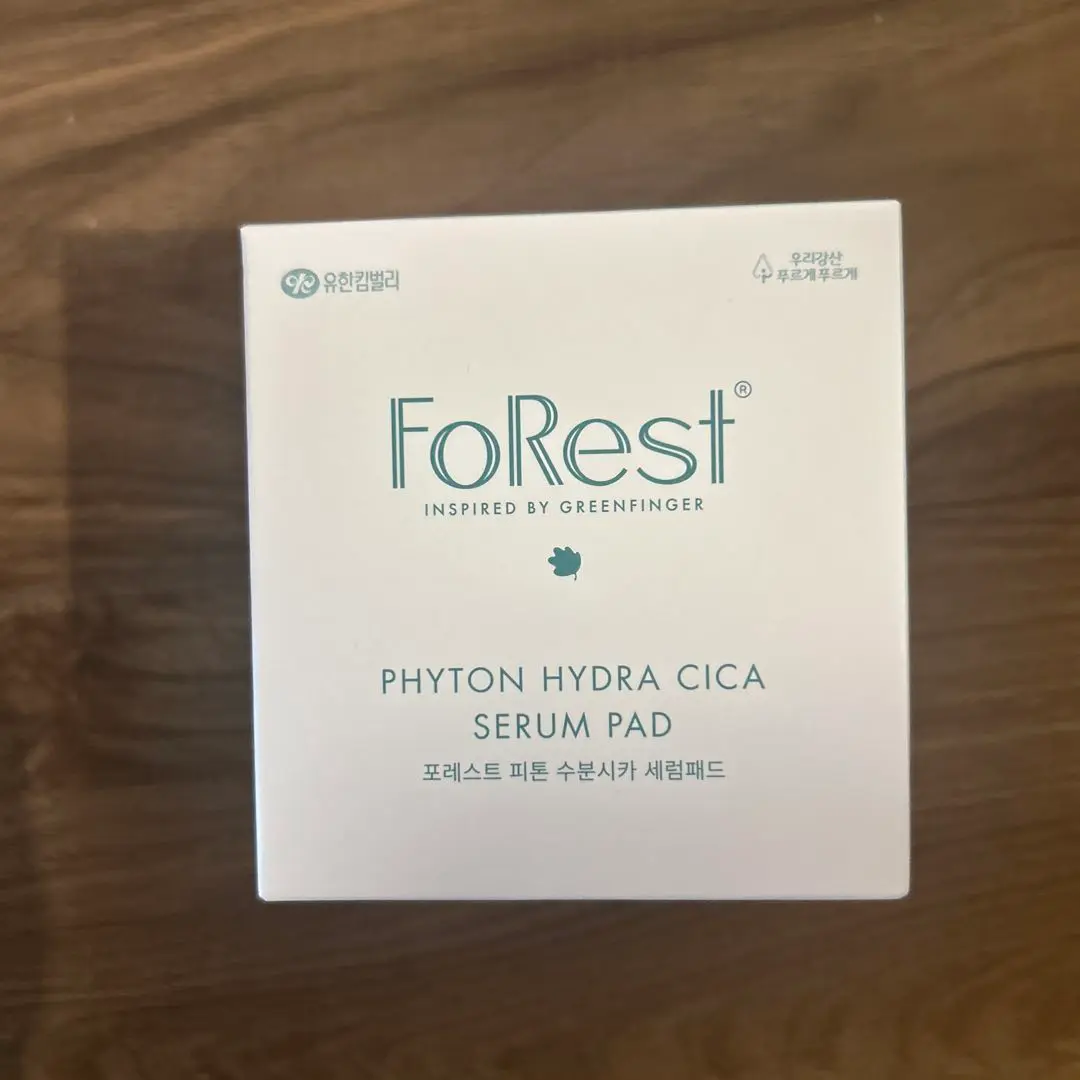 유한킴벌리
우리강산
푸르게푸르게
FoRest®
INSPIRED BY GREENFINGER
PHYTON HYDRA CICA
SERUM PAD
포레스트 피톤 수분시카 세럼패드